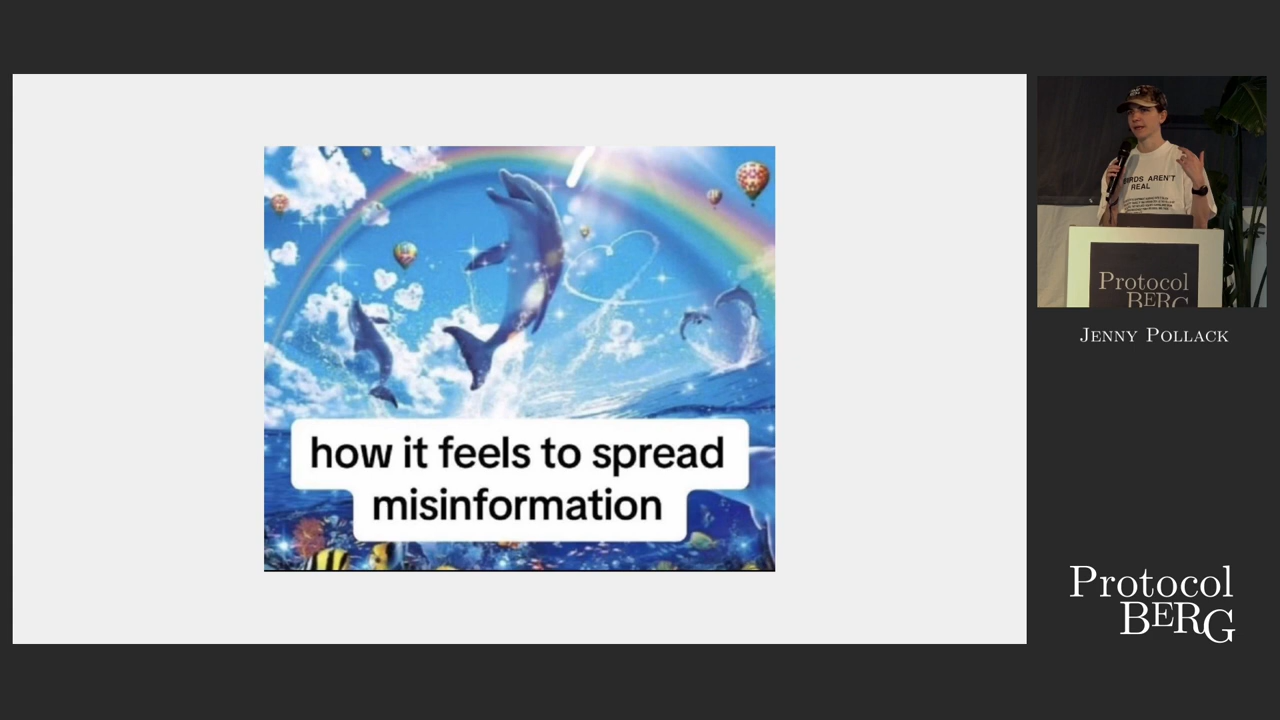 how it feels to spread
misinformation
BIRDS AREN'T
REAL
Protocol
BERG
JENNY POLLACK
Protocol
BERG